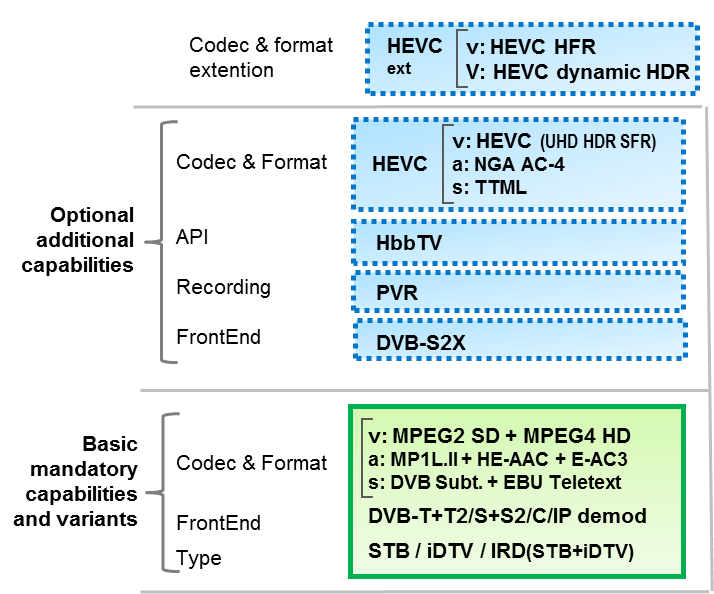 Codec & format
extention
HEVC
ext
v: HEVC HFR
V: HEVC dynamic HDR
Optional
additional
capabilities
Codec & Format
HEVC
v: HEVC (UHD HDR SFR)
a: NGA AC-4
s: TTML
API
HbbTV
Recording
PVR
FrontEnd
DVB-S2X
Basic
mandatory
capabilities
and variants
Codec & Format
v: MPEG2 SD + MPEG4 HD
a: MP1L.II + HE-AAC + E-AC3
s: DVB Subt. + EBU Teletext
FrontEnd
DVB-T+T2/S+S2/C/IP demod
Type
STB / iDTV / IRD(STB+iDTV)